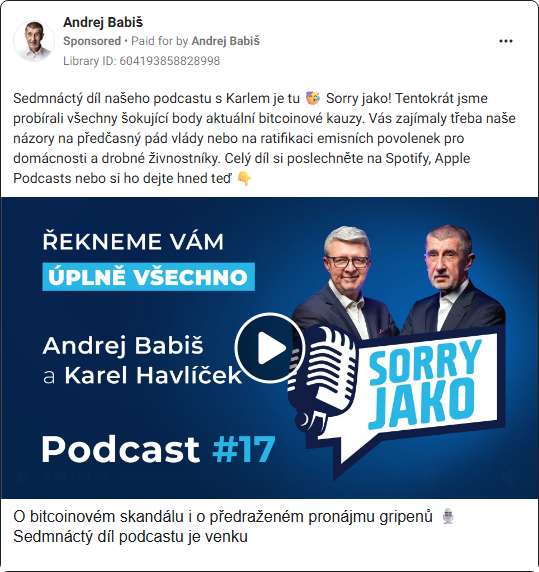 Andrej Babiš
Sponsored • Paid for by Andrej Babiš
Library ID: 604193858828998
Sedmnáctý díl našeho podcastu s Karlem je tu 🥳 Sorry jako! Tentokrát jsme
probírali všechny šokující body aktuální bitcoinové kauzy. Vás zajímaly třeba naše
názory na předčasný pád vlády nebo na ratifikaci emisních povolenek pro
domácnosti a drobné živnostníky. Celý díl si poslechněte na Spotify, Apple
Podcasts nebo si ho dejte hned teď 👇
ŘEKNEME VÁM
ÚPLNĚ VŠECHNO
Andrej Babiš
a Karel Havlíček
Podcast #17
SORRY
JAKO
O bitcoinovém skandálu i o předraženém pronájmu gripenů 🎙️
Sedmnáctý díl podcastu je venku